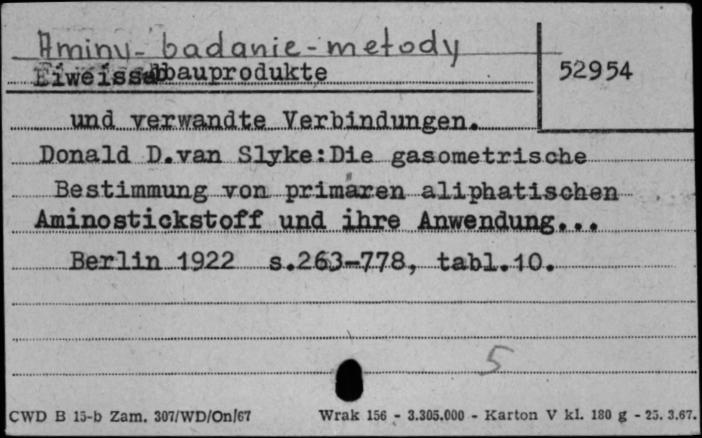 Aminy - badanie - metody
Eiweissabbauprodukte
52954
und verwandte Verbindungen.
Donald D.van Slyke:Die gasometrische
Bestimmung von primären aliphatischen
Aminostickstoff und ihre Anwendung...
Berlin 1922 s.263-778, tabl.10.
5
CWD B 15-b Zam. 307/WD/On/67 Wrak 156 - 3.305.000 - Karton V kl. 180 g - 25. 3.67.